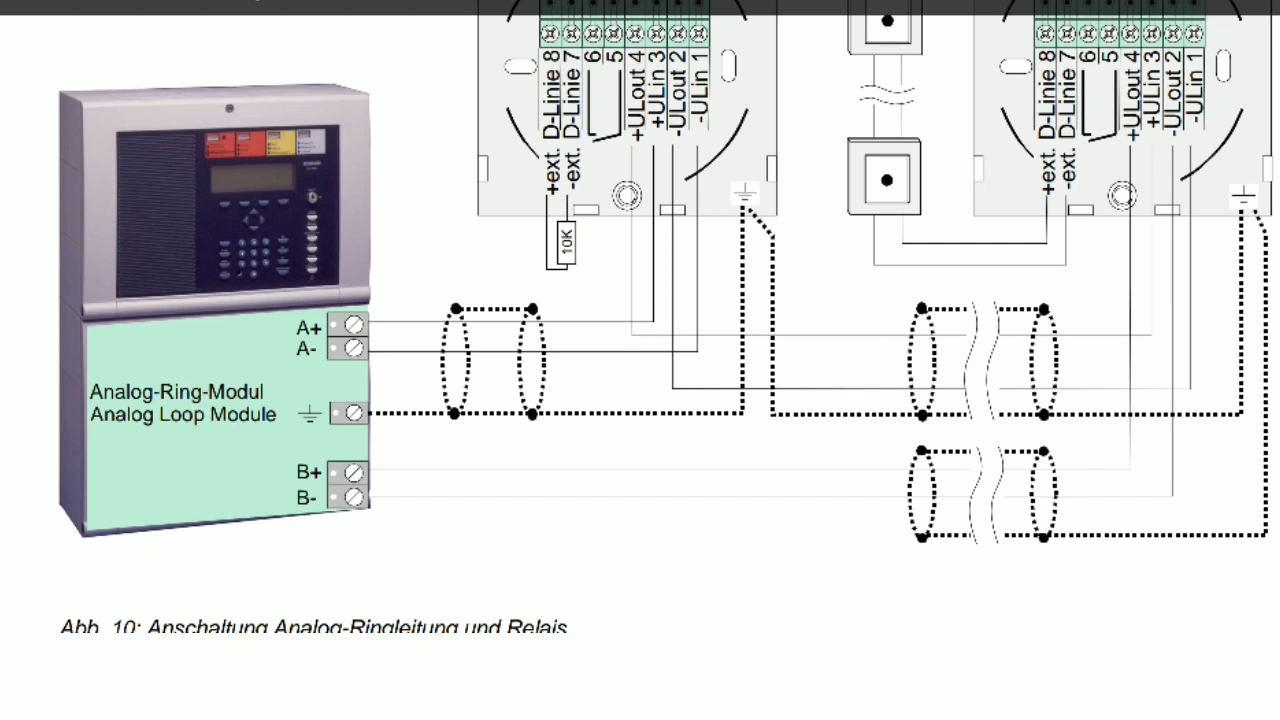 +ext. D-Linie 8
-ext. D-Linie 7
6
5
+ULout 4
+ULin 3
-ULout 2
-ULin 1
+ext. D-Linie 8
-ext. D-Linie 7
6
5
+ULout 4
+ULin 3
-ULout 2
-ULin 1
10K
A+
A-
Analog-Ring-Modul
Analog Loop Module
B+
B-
Abb. 10: Anschaltung Analog-Ringleitung und Relais